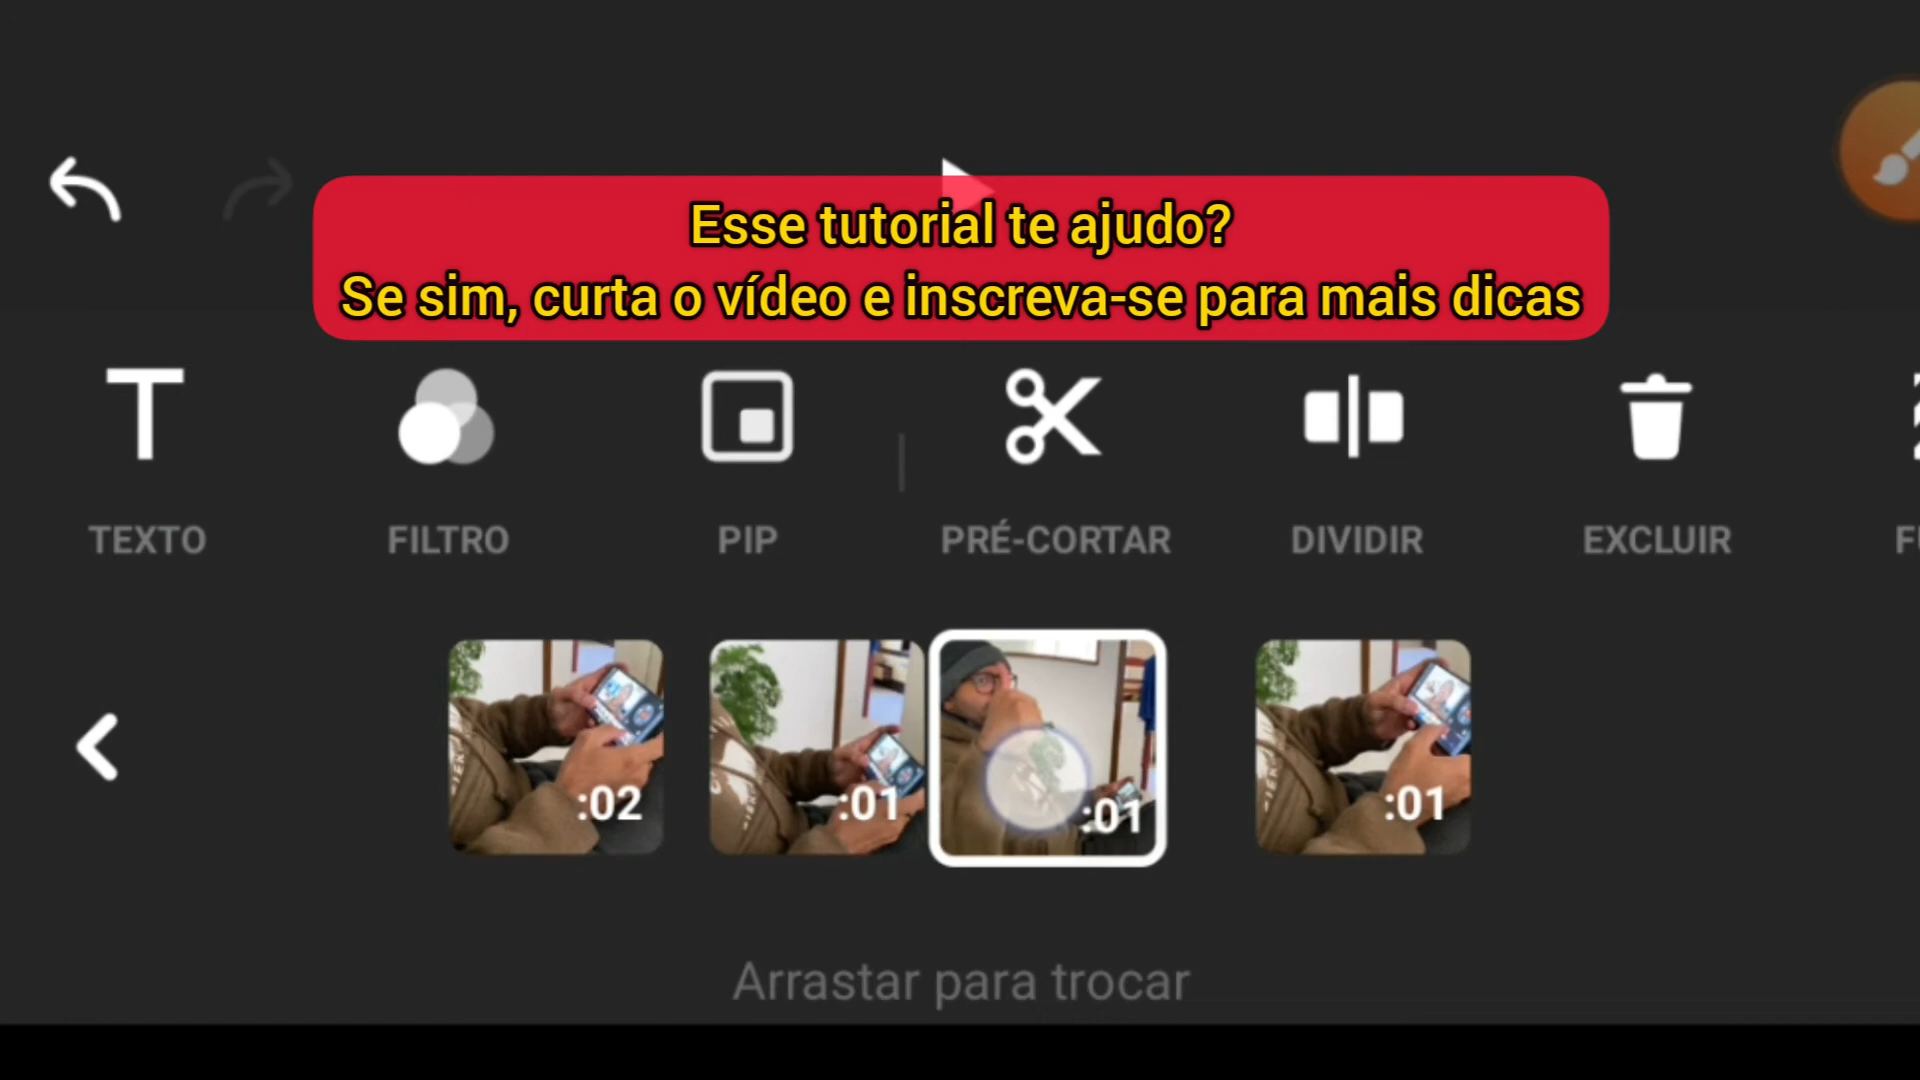 Esse tutorial te ajudo?
Se sim, curta o vídeo e inscreva-se para mais dicas
TEXTO FILTRO PIP PRÉ-CORTAR DIVIDIR EXCLUIR
:02 :01 :01 :01
Arrastar para trocar